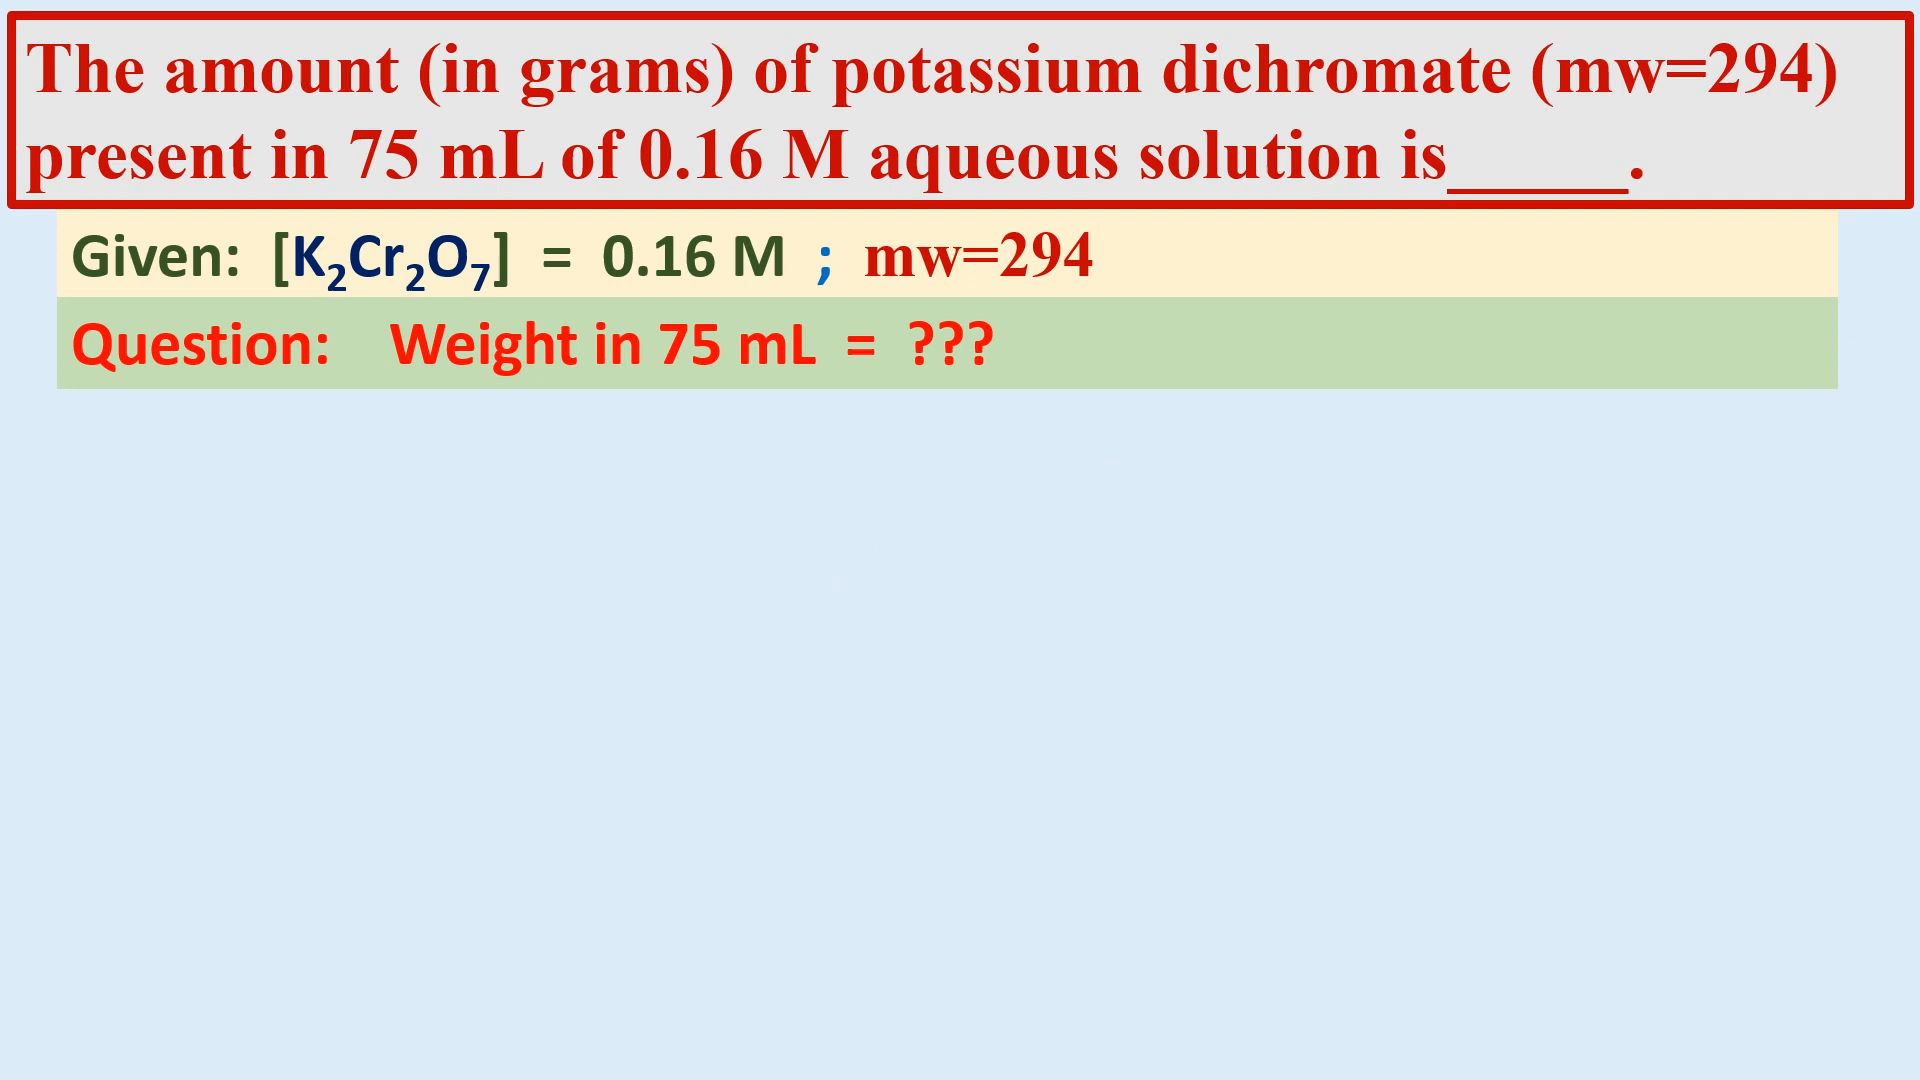 The amount (in grams) of potassium dichromate (mw=294)
present in 75 mL of 0.16 M aqueous solution is_____.
Given: [K₂Cr₂O₇] = 0.16 M ; mw=294
Question: Weight in 75 mL = ???